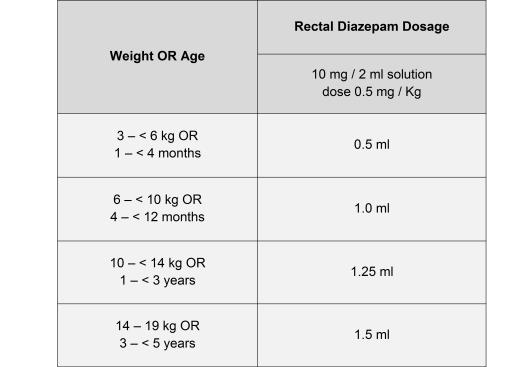 Weight OR Age
Rectal Diazepam Dosage
10 mg / 2 ml solution
dose 0.5 mg / Kg
3 – < 6 kg OR
1 – < 4 months
0.5 ml
6 – < 10 kg OR
4 – < 12 months
1.0 ml
10 – < 14 kg OR
1 – < 3 years
1.25 ml
14 – 19 kg OR
3 – < 5 years
1.5 ml